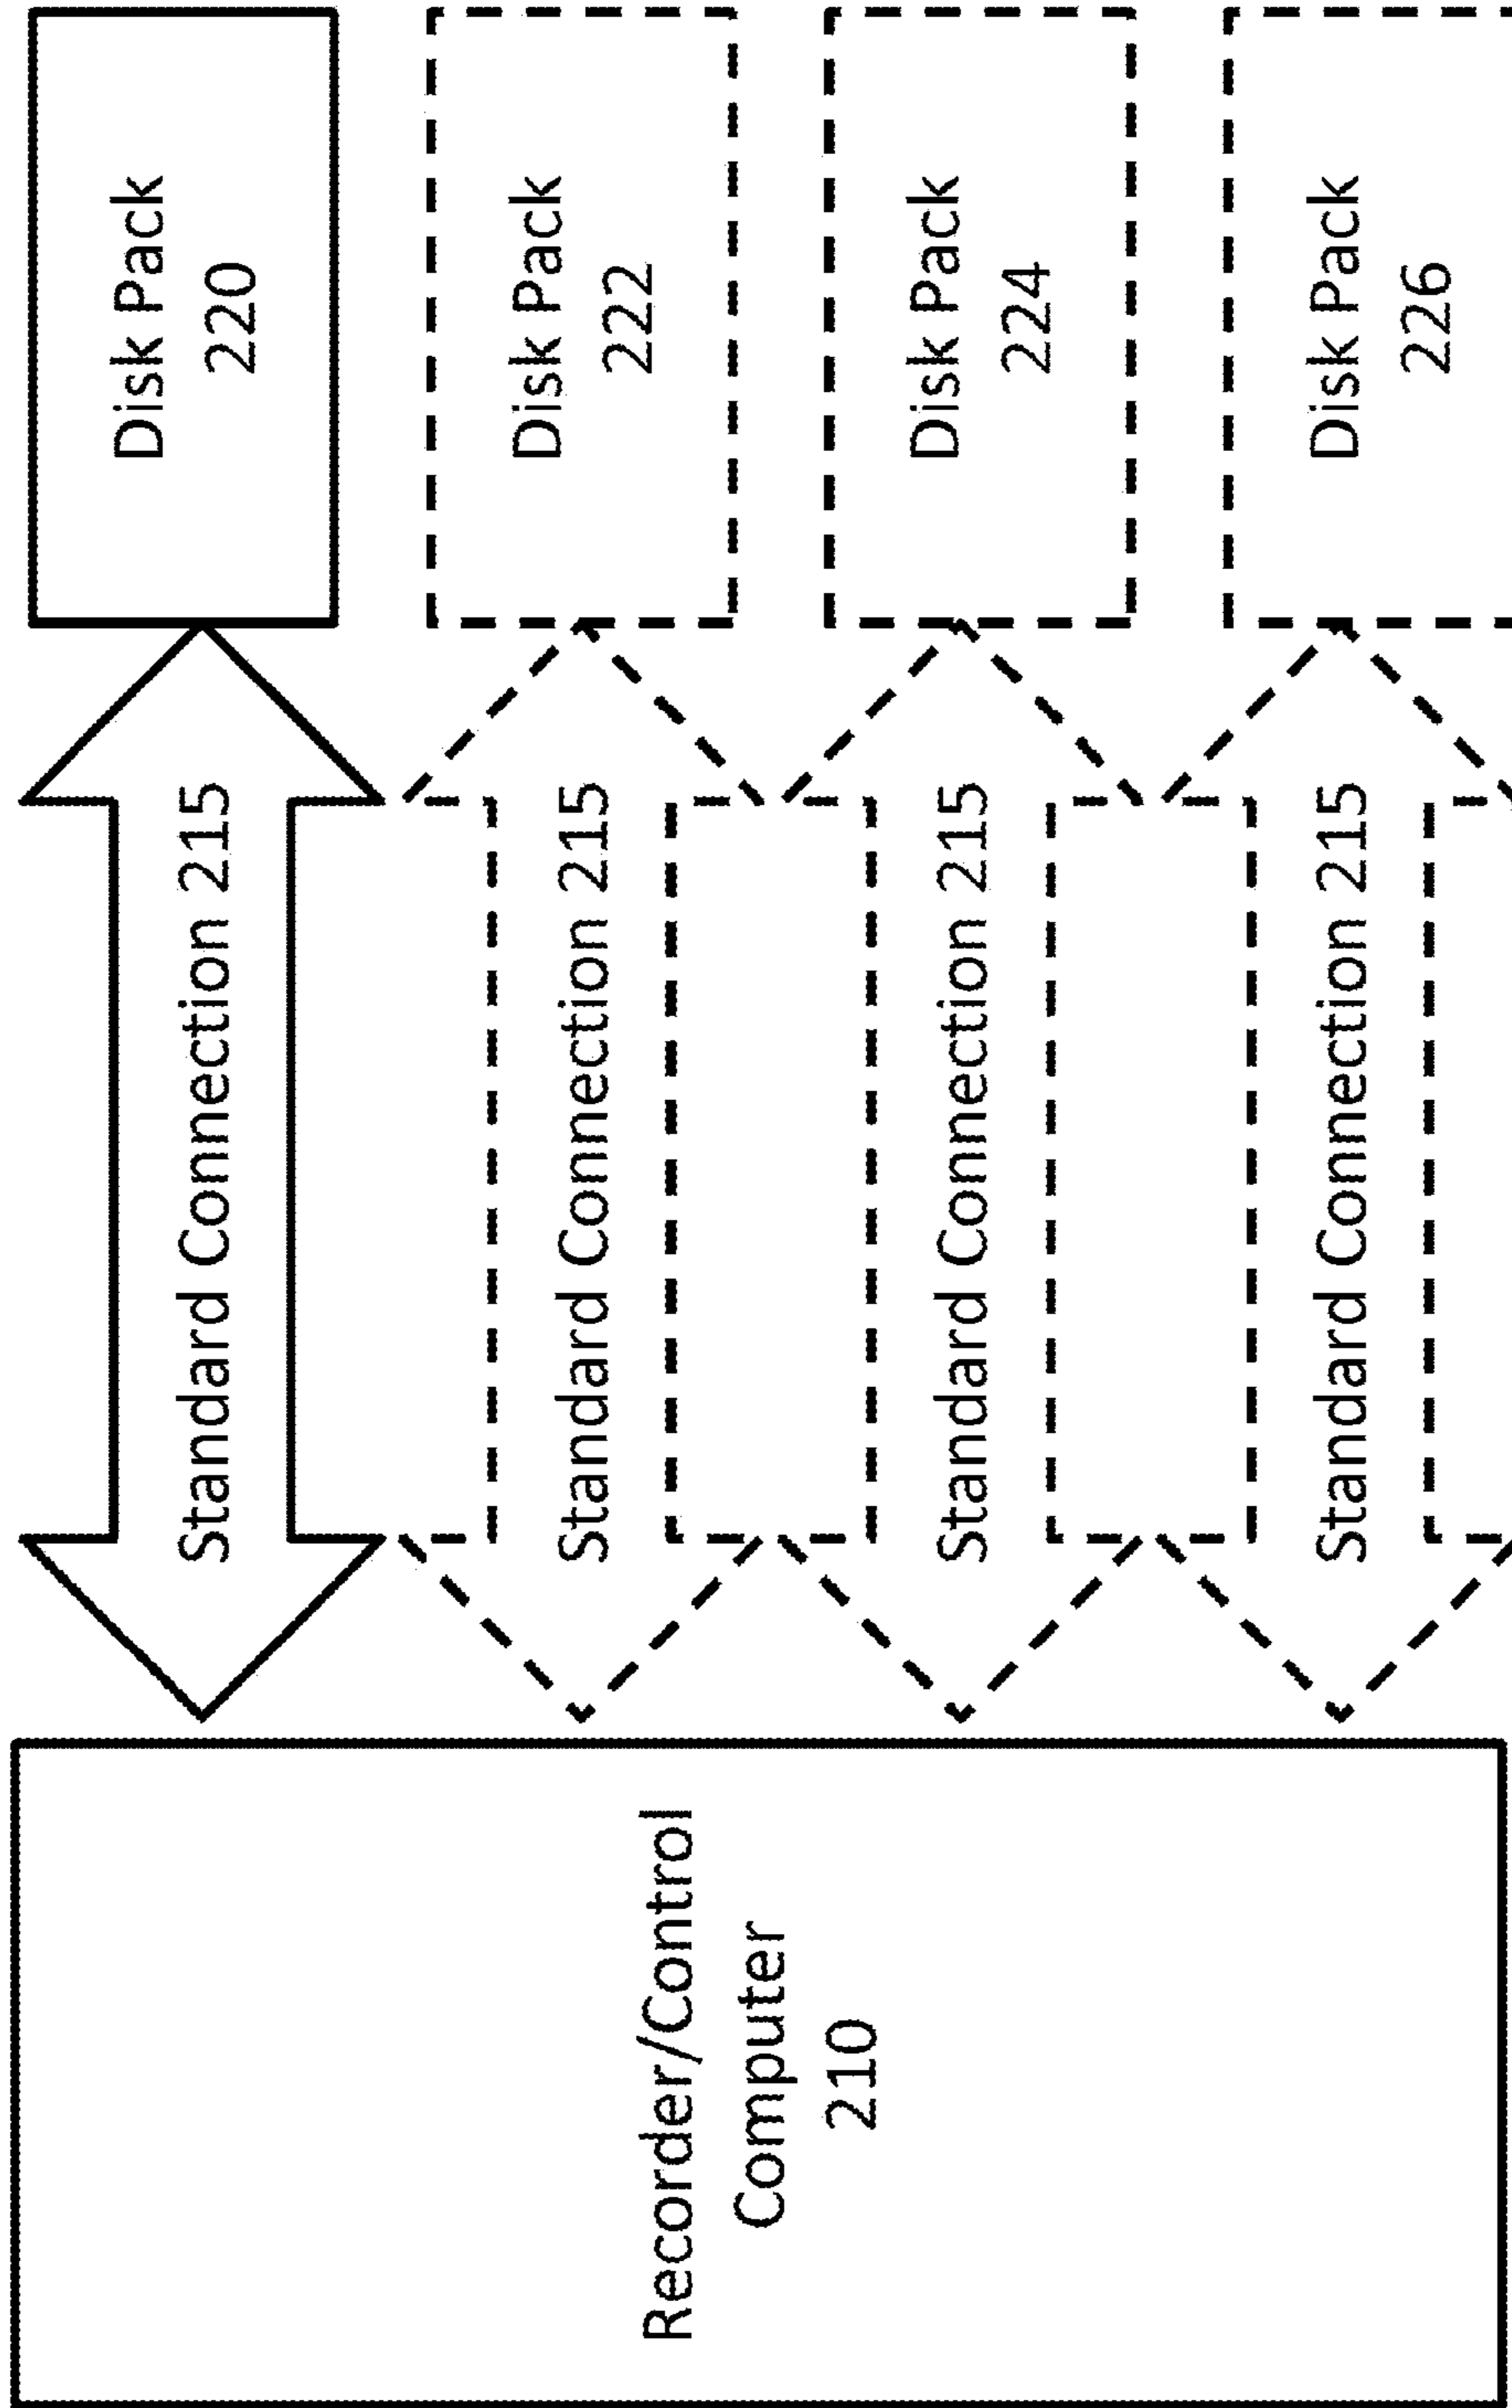 Recorder/Control
Computer
210
Standard Connection 215
Disk Pack
220
Standard Connection 215
Disk Pack
222
Standard Connection 215
Disk Pack
224
Standard Connection 215
Disk Pack
226